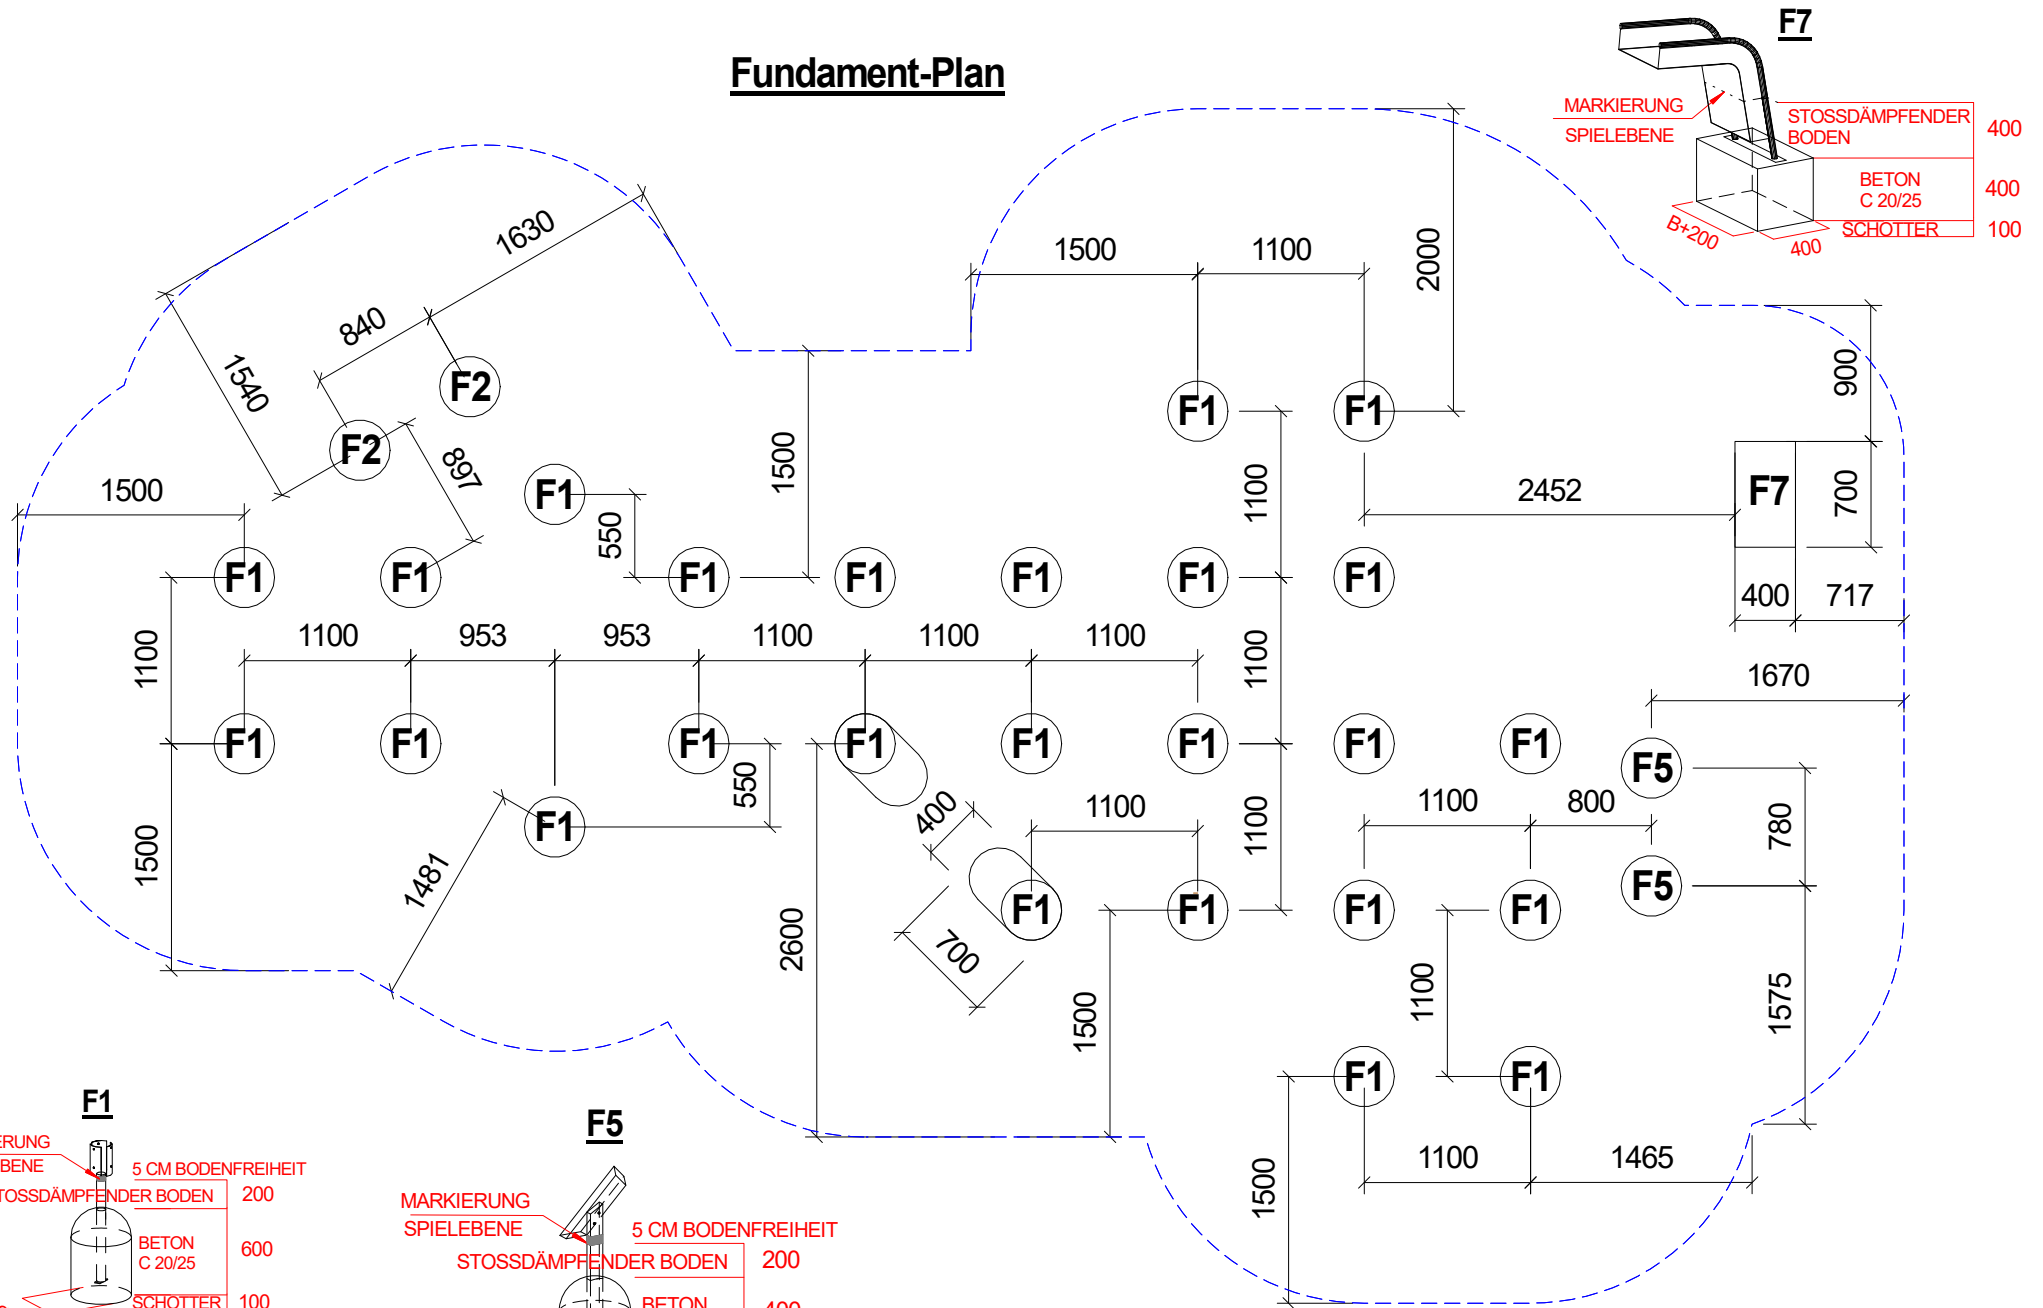 F7
Fundament-Plan
MARKIERUNG
SPIELEBENE
STOSSDÄMPFENDER
BODEN
400
BETON
C 20/25
400
SCHOTTER
100
B+200
400
1630
1500
1100
2000
840
1540
F2
F2
897
900
F1
F1
1500
1500
F1
550
1100
2452
F7
700
F1
F1
F1
F1
F1
F1
F1
400
717
1100
1100
953
953
1100
1100
1100
1100
1670
F1
F1
F1
F1
F1
F1
F1
F1
F5
550
F1
1500
1481
400
1100
1100
1100
800
780
F5
F1
F1
F1
F1
2600
700
1500
1100
1575
F1
F1
1500
1100
1465
F1
ERUNG
BENE
5 CM BODENFREIHEIT
TOSSDÄMPFENDER BODEN
200
BETON
C 20/25
600
SCHOTTER
100
F5
MARKIERUNG
SPIELEBENE
5 CM BODENFREIHEIT
STOSSDÄMPFENDER BODEN
200
BETON
400